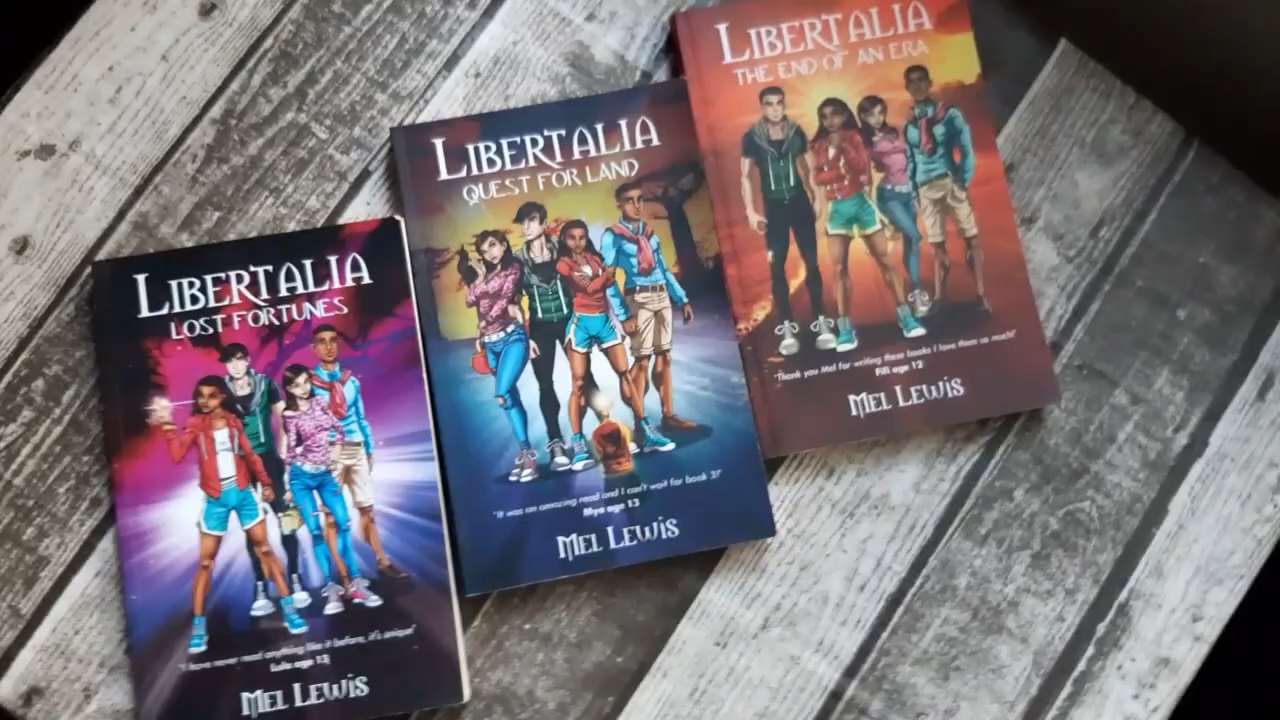 LIBERTALIA
LOST FORTUNES
"I have never read anything like it before, it's unique"
Lula age 13
MEL LEWIS
LIBERTALIA
QUEST FOR LAND
"It was an amazing read and I can't wait for book 3!"
Mya age 13
MEL LEWIS
LIBERTALIA
THE END OF AN ERA
"Thank you Mel for writing these books I love them so much!"
Fifi age 12
MEL LEWIS